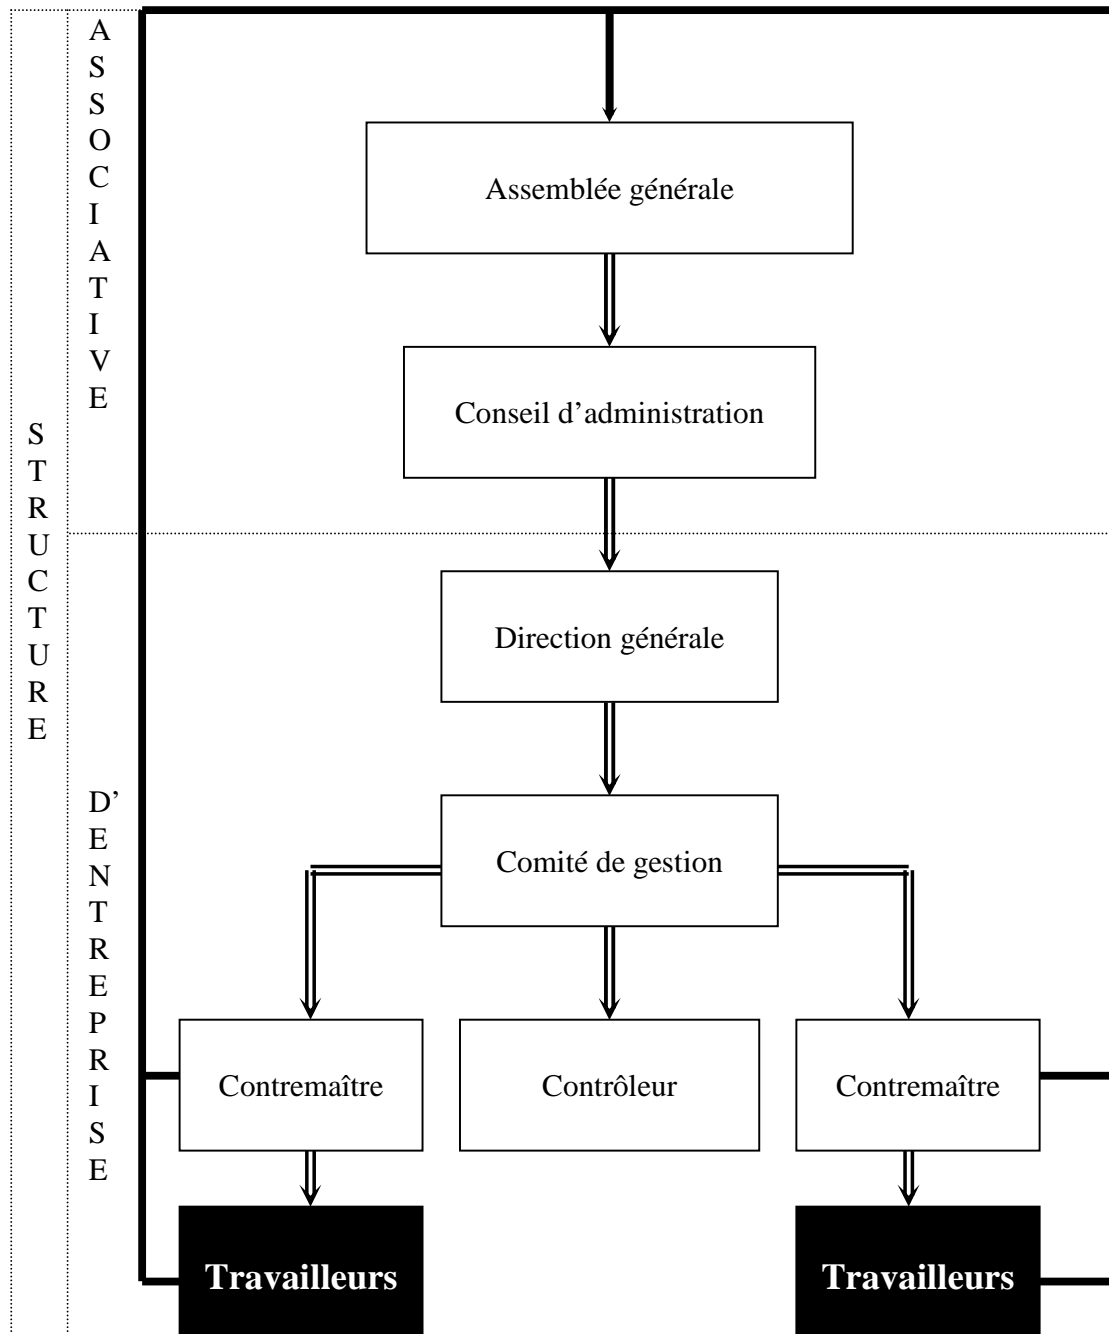 STRUCTURE
ASSOCIATIVE
Assemblée générale
Conseil d’administration
D’ENTREPRISE
Direction générale
Comité de gestion
Contremaître
Contrôleur
Contremaître
Travailleurs
Travailleurs